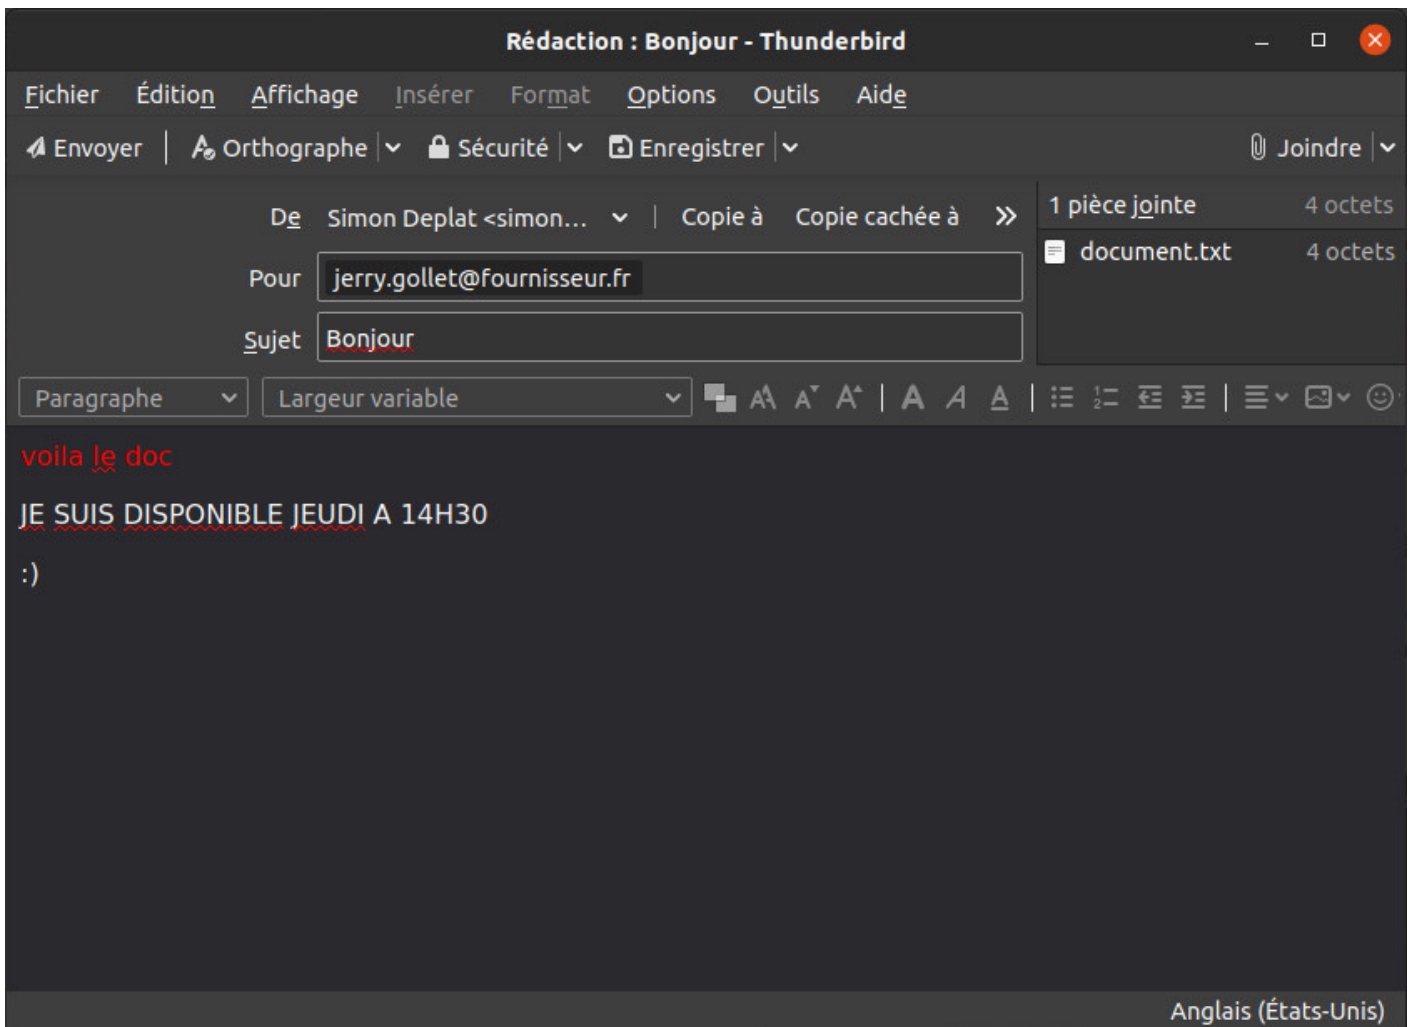 Rédaction : Bonjour - Thunderbird
Fichier Édition Affichage Insérer Format Options Outils Aide
Envoyer Orthographe Sécurité Enregistrer Joindre
De Simon Deplat <simon... Copie à Copie cachée à
1 pièce jointe 4 octets
document.txt 4 octets
Pour jerry.gollet@fournisseur.fr
Sujet Bonjour
Paragraphe Largeur variable
voila le doc
JE SUIS DISPONIBLE JEUDI A 14H30
:)
Anglais (États-Unis)